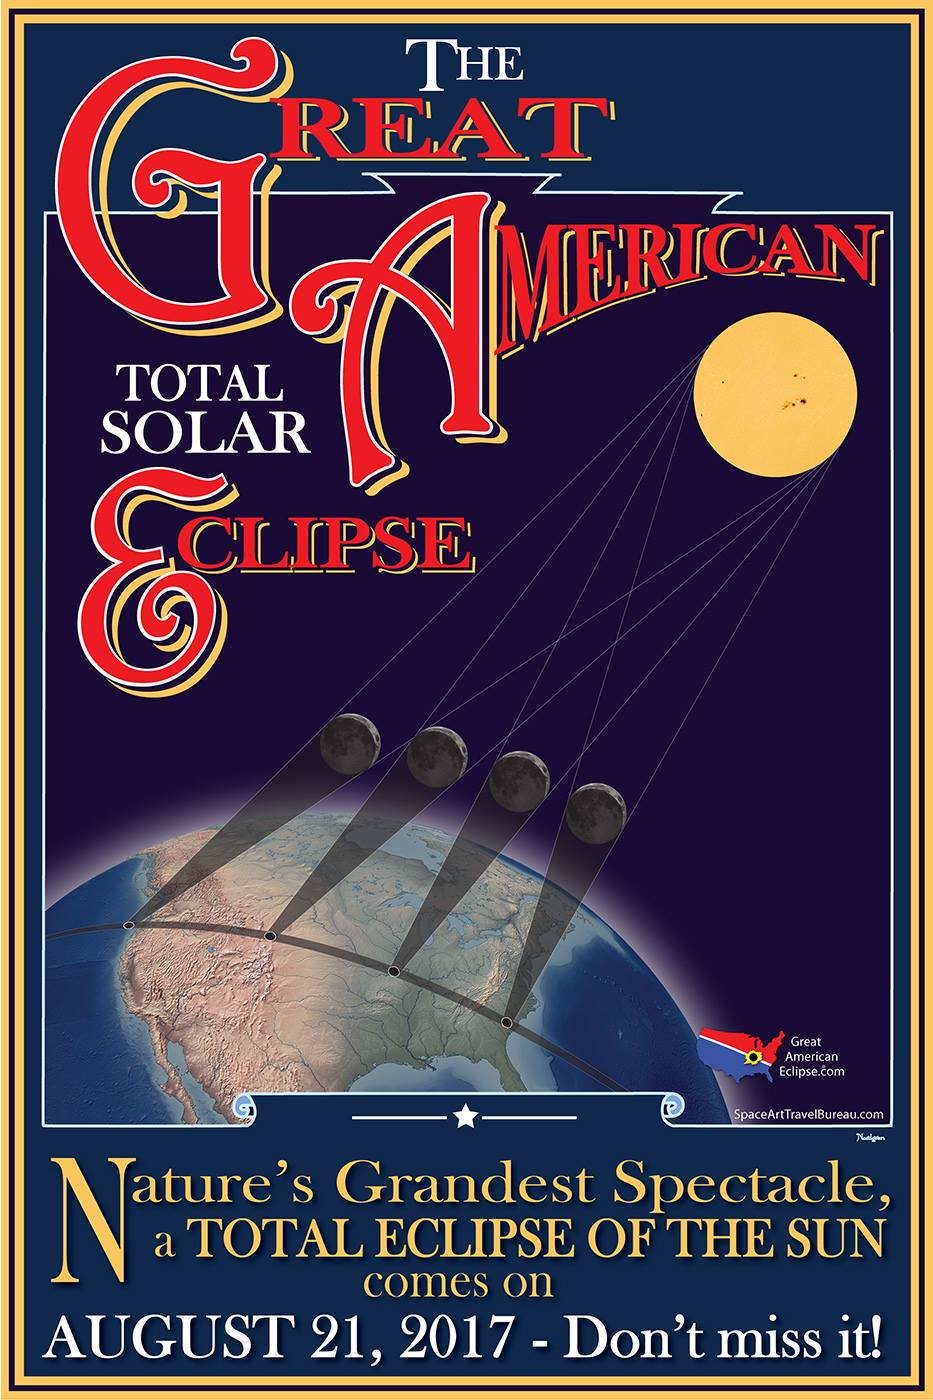 THE
GREAT
AMERICAN
TOTAL
SOLAR
ECLIPSE
Great
American
Eclipse.com
SpaceArtTravelBureau.com
Nature's Grandest Spectacle,
a TOTAL ECLIPSE OF THE SUN
comes on
AUGUST 21, 2017 - Don't miss it!